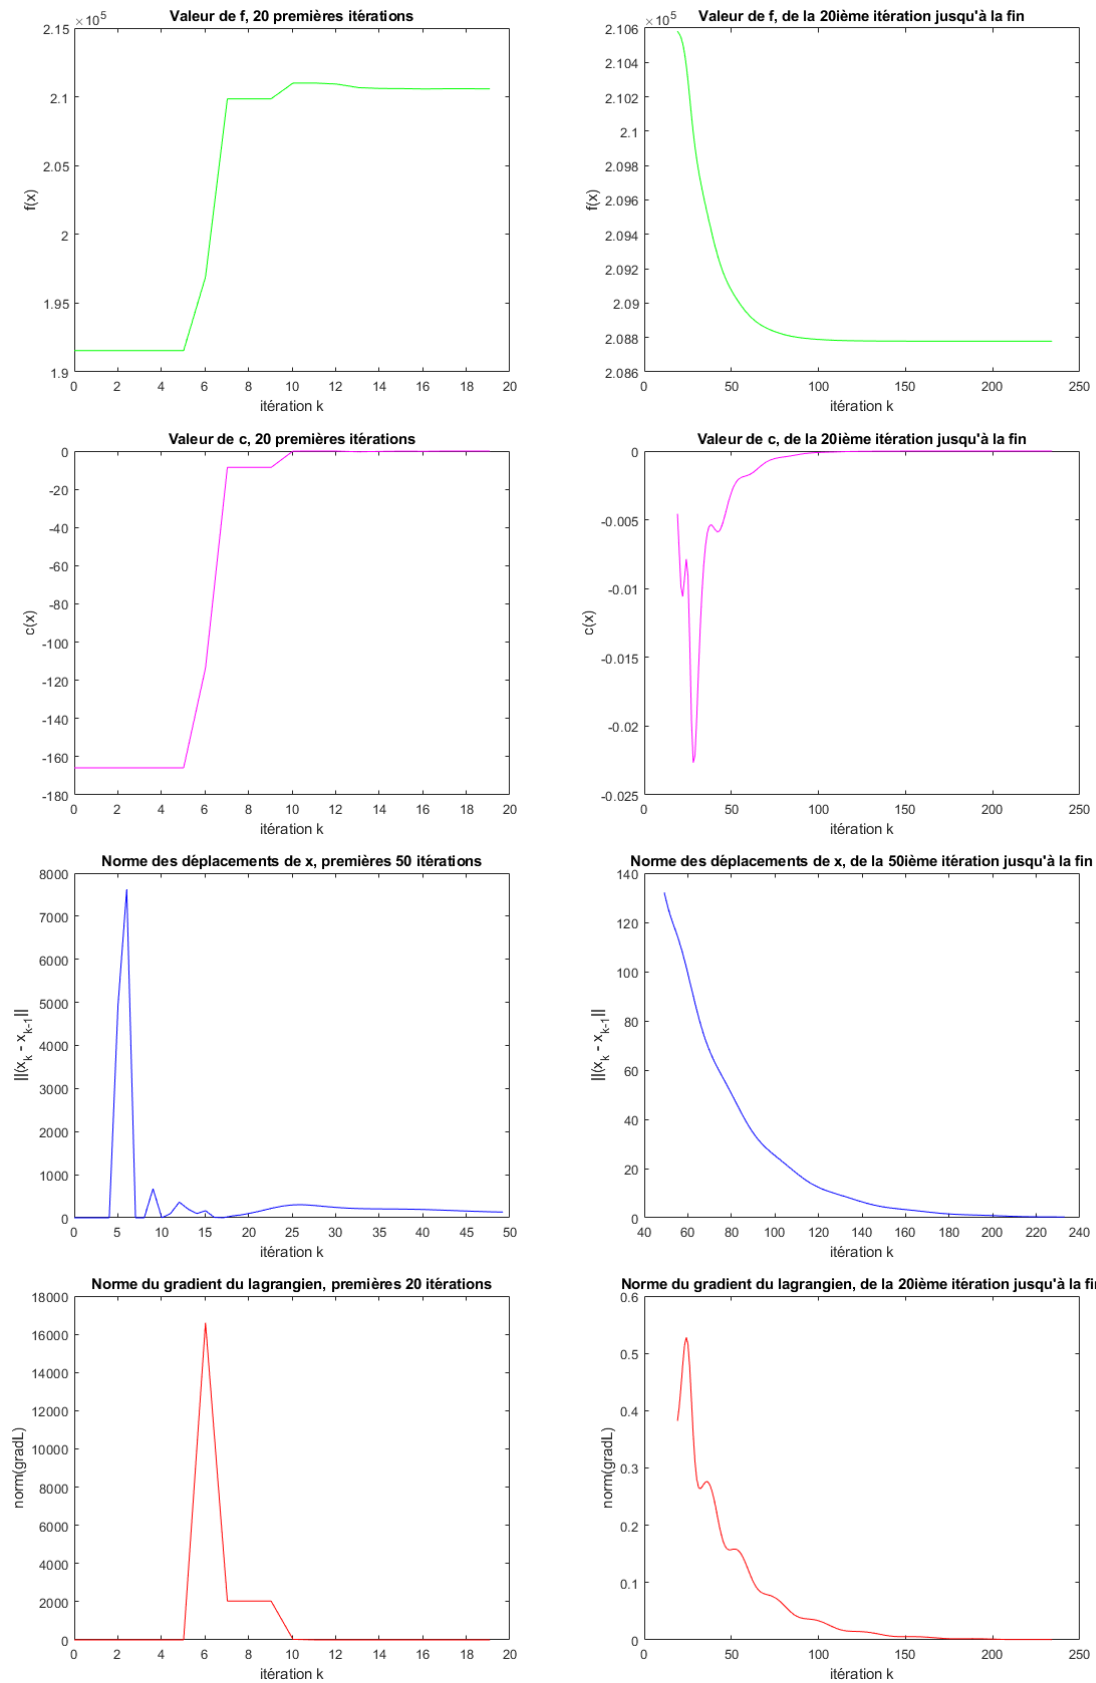 Valeur de f, 20 premières itérations
×10⁵
2.15
2.1
2.05
2
1.95
1.9
f(x)
0 2 4 6 8 10 12 14 16 18 20
itération k
Valeur de f, de la 20ième itération jusqu'à la fin
×10⁵
2.106
2.104
2.102
2.1
2.098
2.096
2.094
2.092
2.09
2.088
2.086
f(x)
0 50 100 150 200 250
itération k
Valeur de c, 20 premières itérations
0
-20
-40
-60
-80
-100
-120
-140
-160
-180
c(x)
0 2 4 6 8 10 12 14 16 18 20
itération k
Valeur de c, de la 20ième itération jusqu'à la fin
0
-0.005
-0.01
-0.015
-0.02
-0.025
c(x)
0 50 100 150 200 250
itération k
Norme des déplacements de x, premières 50 itérations
8000
7000
6000
5000
4000
3000
2000
1000
0
||(x_k - x_{k-1}||
0 5 10 15 20 25 30 35 40 45 50
itération k
Norme des déplacements de x, de la 50ième itération jusqu'à la fin
140
120
100
80
60
40
20
0
||(x_k - x_{k-1}||
40 60 80 100 120 140 160 180 200 220 240
itération k
Norme du gradient du lagrangien, premières 20 itérations
18000
16000
14000
12000
10000
8000
6000
4000
2000
0
norm(gradL)
0 2 4 6 8 10 12 14 16 18 20
itération k
Norme du gradient du lagrangien, de la 20ième itération jusqu'à la fi
0.6
0.5
0.4
0.3
0.2
0.1
0
norm(gradL)
0 50 100 150 200 250
itération k